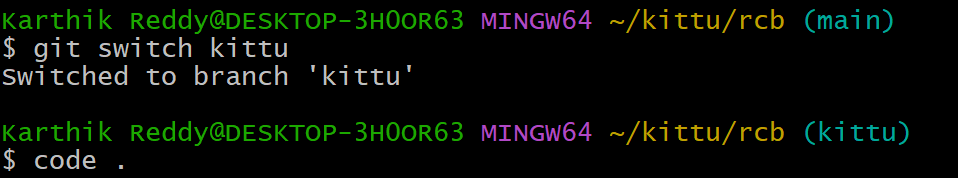 Karthik Reddy@DESKTOP-3H0OR63 MINGW64 ~/kittu/rcb (main)
$ git switch kittu
Switched to branch 'kittu'
Karthik Reddy@DESKTOP-3H0OR63 MINGW64 ~/kittu/rcb (kittu)
$ code .